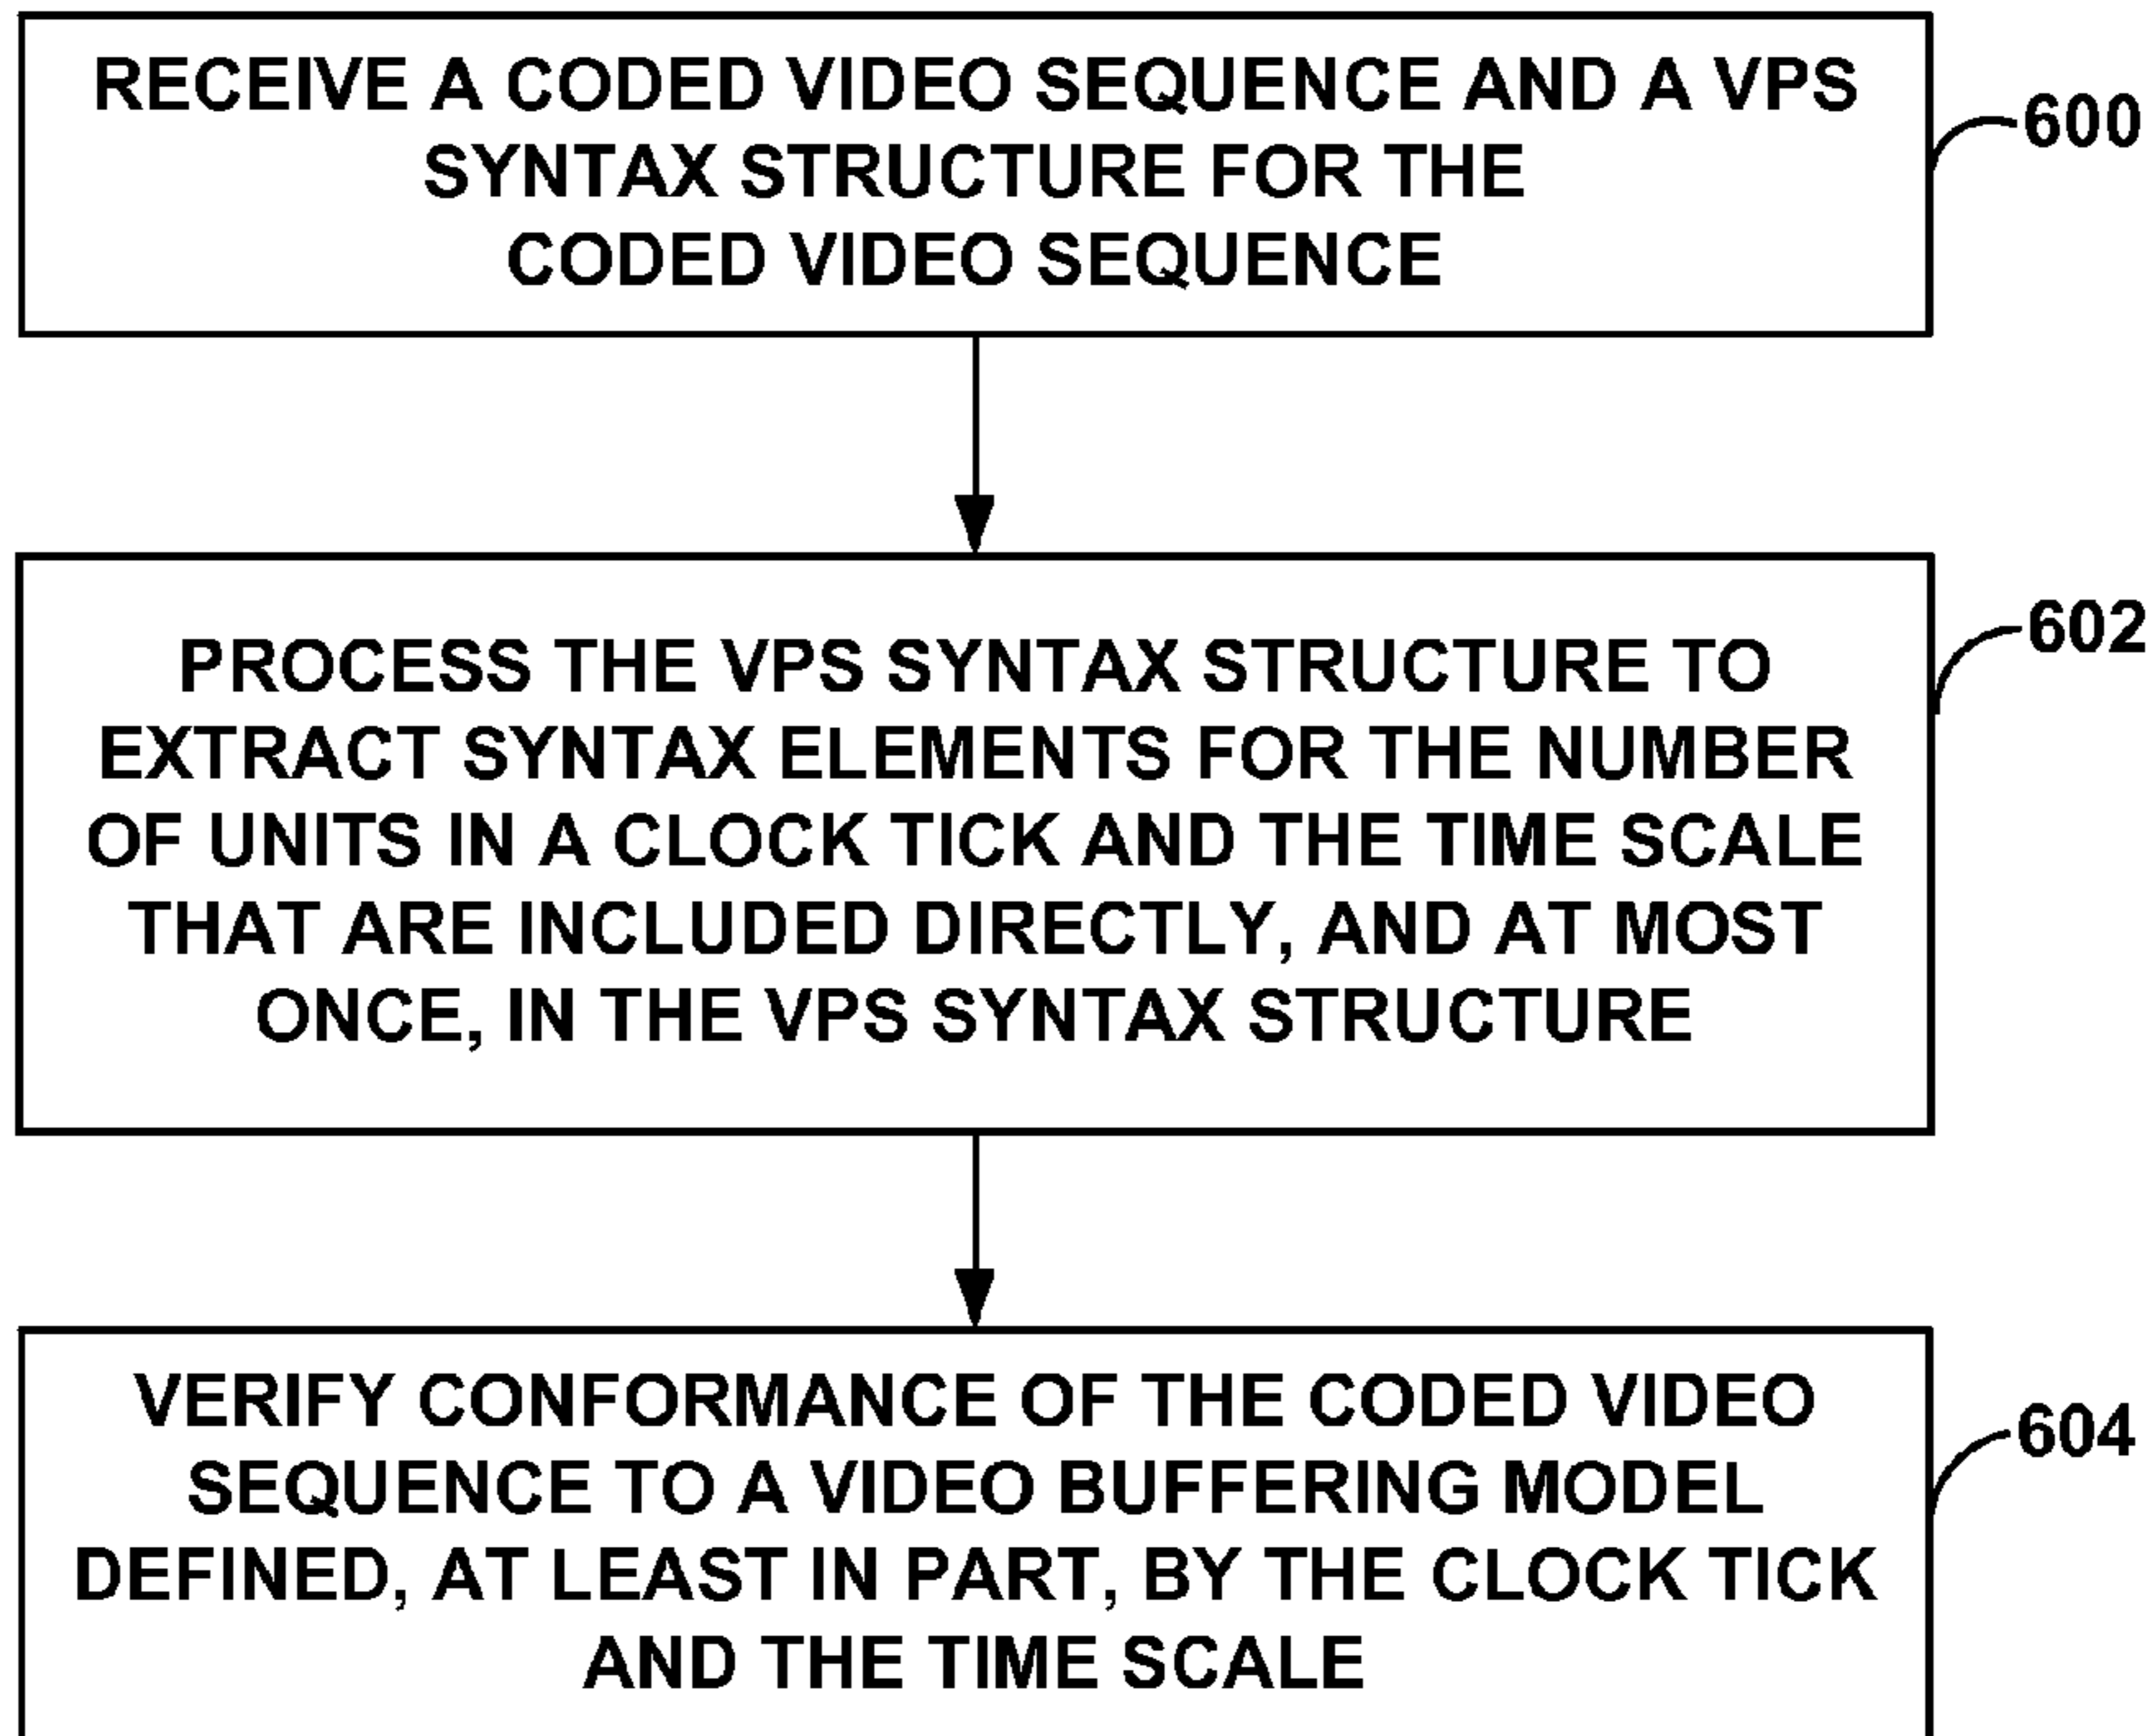 RECEIVE A CODED VIDEO SEQUENCE AND A VPS
SYNTAX STRUCTURE FOR THE
CODED VIDEO SEQUENCE
600
PROCESS THE VPS SYNTAX STRUCTURE TO
EXTRACT SYNTAX ELEMENTS FOR THE NUMBER
OF UNITS IN A CLOCK TICK AND THE TIME SCALE
THAT ARE INCLUDED DIRECTLY, AND AT MOST
ONCE, IN THE VPS SYNTAX STRUCTURE
602
VERIFY CONFORMANCE OF THE CODED VIDEO
SEQUENCE TO A VIDEO BUFFERING MODEL
DEFINED, AT LEAST IN PART, BY THE CLOCK TICK
AND THE TIME SCALE
604